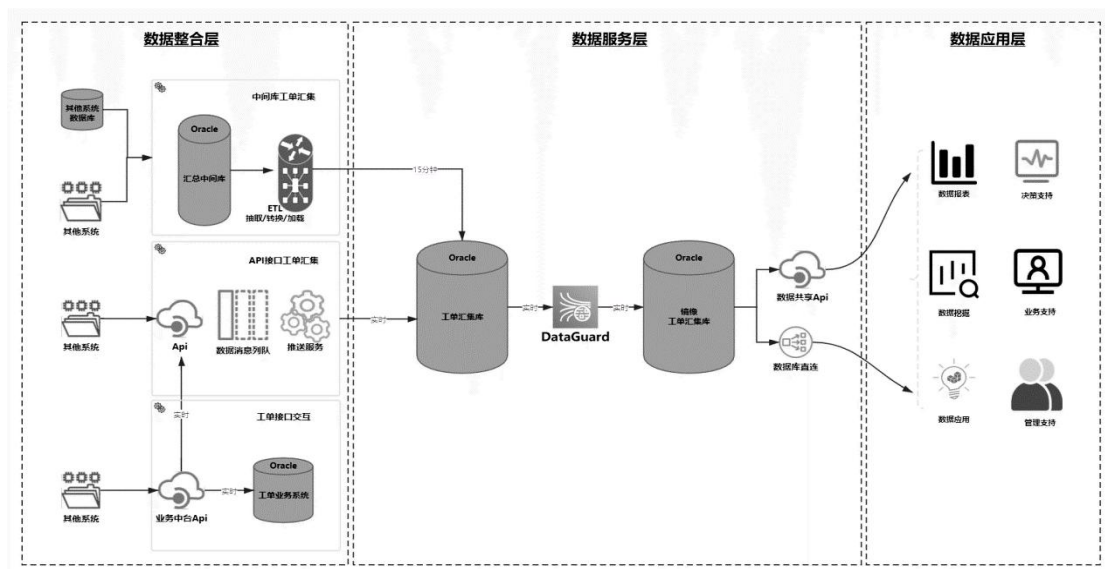 数据整合层
其他系统
数据库
其他系统
中间库工单汇集
Oracle
汇总中间库
ETL
抽取/转换/加载
API接口工单汇集
其他系统
Api
数据消息列队
推送服务
实时
工单接口交互
其他系统
业务中台Api
实时
Oracle
工单业务系统
数据服务层
15分钟
实时
Oracle
工单汇集库
实时
DataGuard
实时
Oracle
镜像
工单汇集库
数据共享Api
数据库直连
数据应用层
数据报表
决策支持
数据挖掘
业务支持
数据应用
管理支持